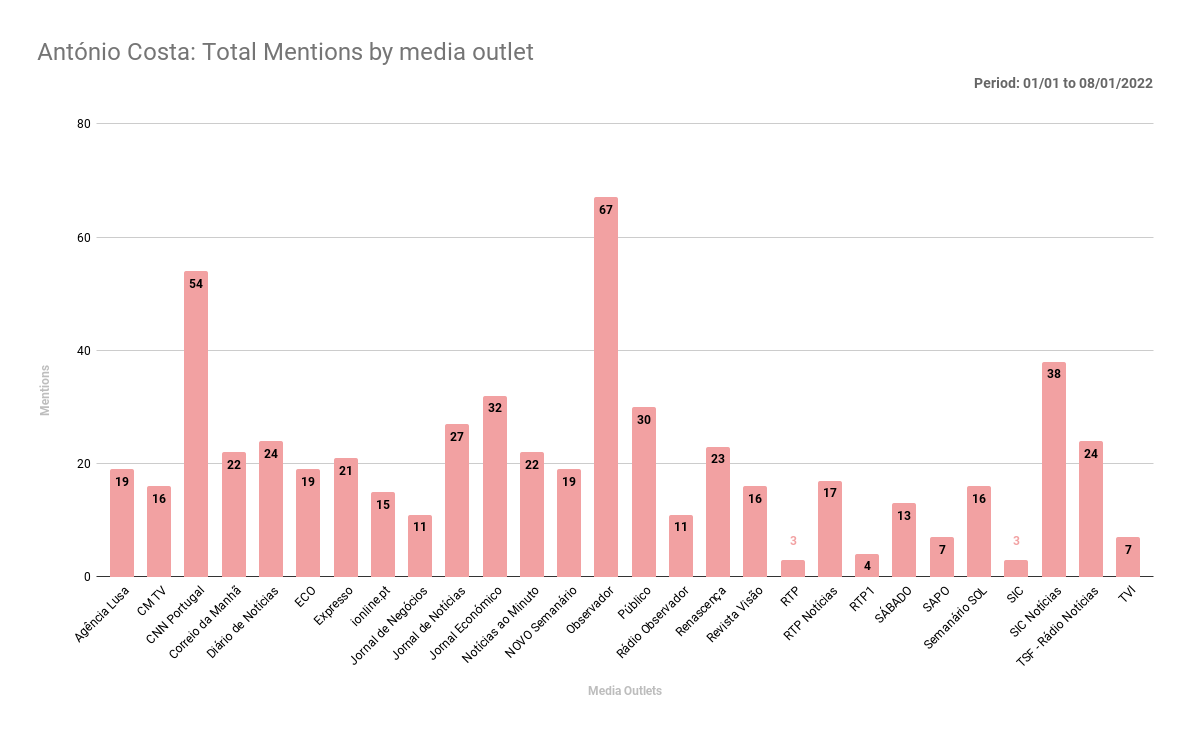 António Costa: Total Mentions by media outlet
Period: 01/01 to 08/01/2022
Mentions
80
60
40
20
0
19
16
54
22
24
19
21
15
11
27
32
22
19
67
30
11
23
16
3
17
4
13
7
16
3
38
24
7
Agência Lusa
CM TV
CNN Portugal
Correio da Manhã
Diário de Notícias
ECO
Expresso
ionline.pt
Jornal de Negócios
Jornal de Notícias
Jornal Económico
Notícias ao Minuto
NOVO Semanário
Observador
Público
Rádio Observador
Renascença
Revista Visão
RTP
RTP Notícias
RTP1
SÁBADO
SAPO
Semanário SOL
SIC
SIC Notícias
TSF - Rádio Notícias
TVI
Media Outlets